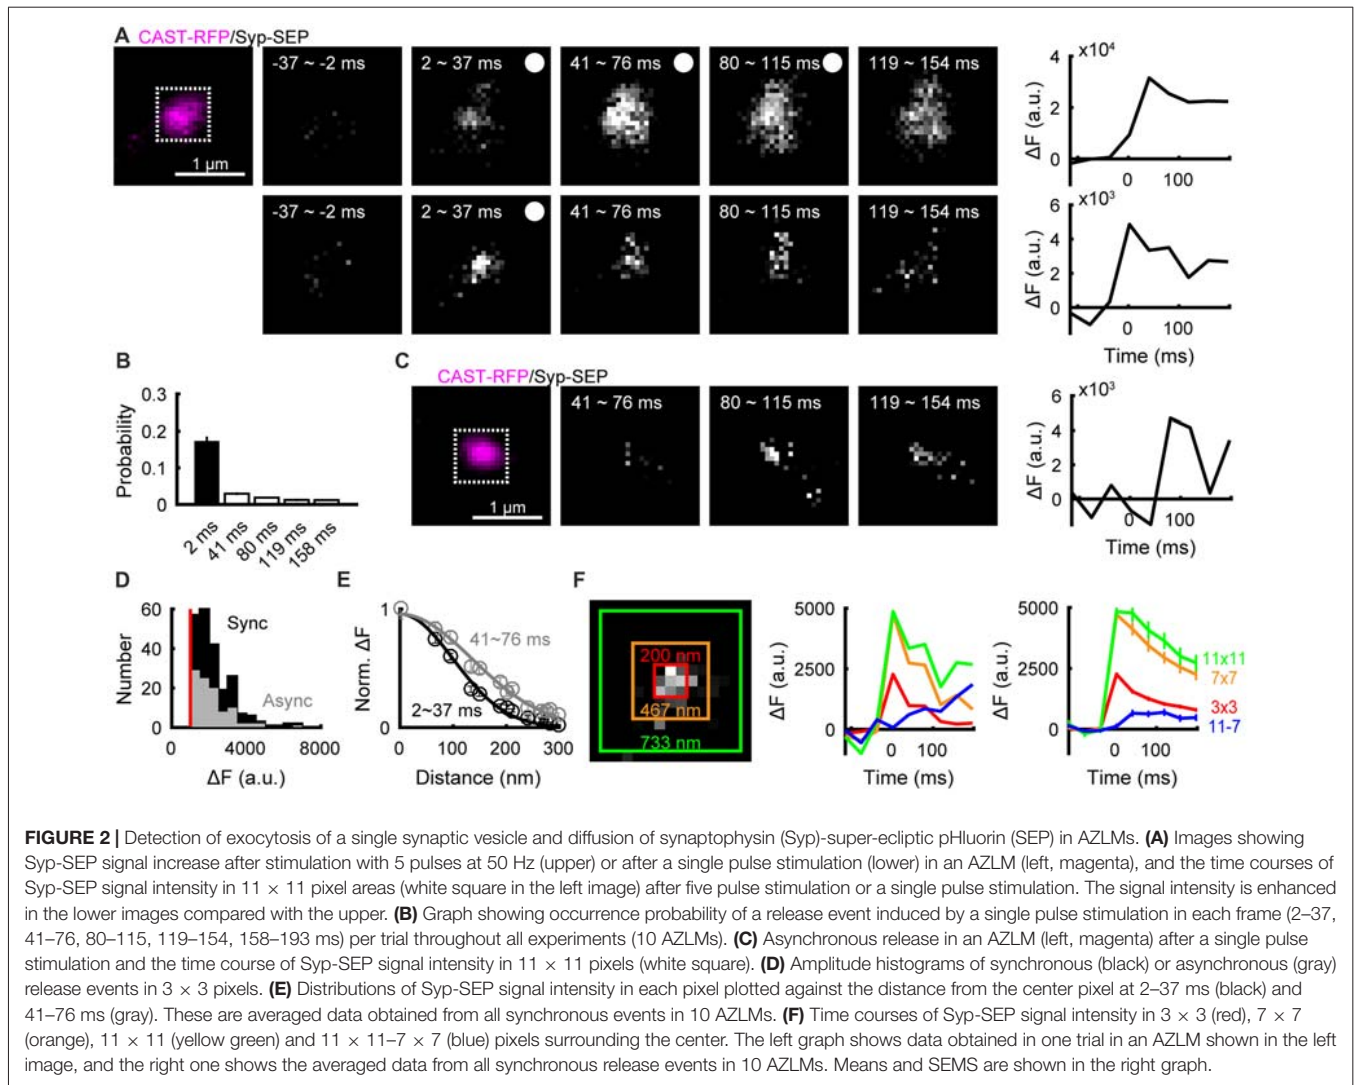 A CAST-RFP/Syp-SEP
-37 ~ -2 ms
2 ~ 37 ms
41 ~ 76 ms
80 ~ 115 ms
119 ~ 154 ms
1 µm
x10⁴
4
2
0
ΔF (a.u.)
0 100 ms
-37 ~ -2 ms
2 ~ 37 ms
41 ~ 76 ms
80 ~ 115 ms
119 ~ 154 ms
x10³
6
4
2
0
ΔF (a.u.)
0 100
Time (ms)
B
0.3
0.2
0.1
0
Probability
2 ms
41 ms
80 ms
119 ms
158 ms
C
CAST-RFP/Syp-SEP
1 µm
41 ~ 76 ms
80 ~ 115 ms
119 ~ 154 ms
x10³
6
4
2
0
ΔF (a.u.)
0 100
Time (ms)
D
60
40
20
0
Number
Sync
Async
0 4000 8000
ΔF (a.u.)
E
1
0
Norm. ΔF
41~76 ms
2~37 ms
0 100 200 300
Distance (nm)
F
200 nm
467 nm
733 nm
5000
2500
0
ΔF (a.u.)
0 100
Time (ms)
5000
2500
0
ΔF (a.u.)
11x11
7x7
3x3
11-7
0 100
Time (ms)
FIGURE 2 | Detection of exocytosis of a single synaptic vesicle and diffusion of synaptophysin (Syp)-super-ecliptic pHluorin (SEP) in AZLMs. (A) Images showing
Syp-SEP signal increase after stimulation with 5 pulses at 50 Hz (upper) or after a single pulse stimulation (lower) in an AZLM (left, magenta), and the time courses of
Syp-SEP signal intensity in 11 × 11 pixel areas (white square in the left image) after five pulse stimulation or a single pulse stimulation. The signal intensity is enhanced
in the lower images compared with the upper. (B) Graph showing occurrence probability of a release event induced by a single pulse stimulation in each frame (2–37,
41–76, 80–115, 119–154, 158–193 ms) per trial throughout all experiments (10 AZLMs). (C) Asynchronous release in an AZLM (left, magenta) after a single pulse
stimulation and the time course of Syp-SEP signal intensity in 11 × 11 pixels (white square). (D) Amplitude histograms of synchronous (black) or asynchronous (gray)
release events in 3 × 3 pixels. (E) Distributions of Syp-SEP signal intensity in each pixel plotted against the distance from the center pixel at 2–37 ms (black) and
41–76 ms (gray). These are averaged data obtained from all synchronous events in 10 AZLMs. (F) Time courses of Syp-SEP signal intensity in 3 × 3 (red), 7 × 7
(orange), 11 × 11 (yellow green) and 11 × 11–7 × 7 (blue) pixels surrounding the center. The left graph shows data obtained in one trial in an AZLM shown in the left
image, and the right one shows the averaged data from all synchronous release events in 10 AZLMs. Means and SEMS are shown in the right graph.